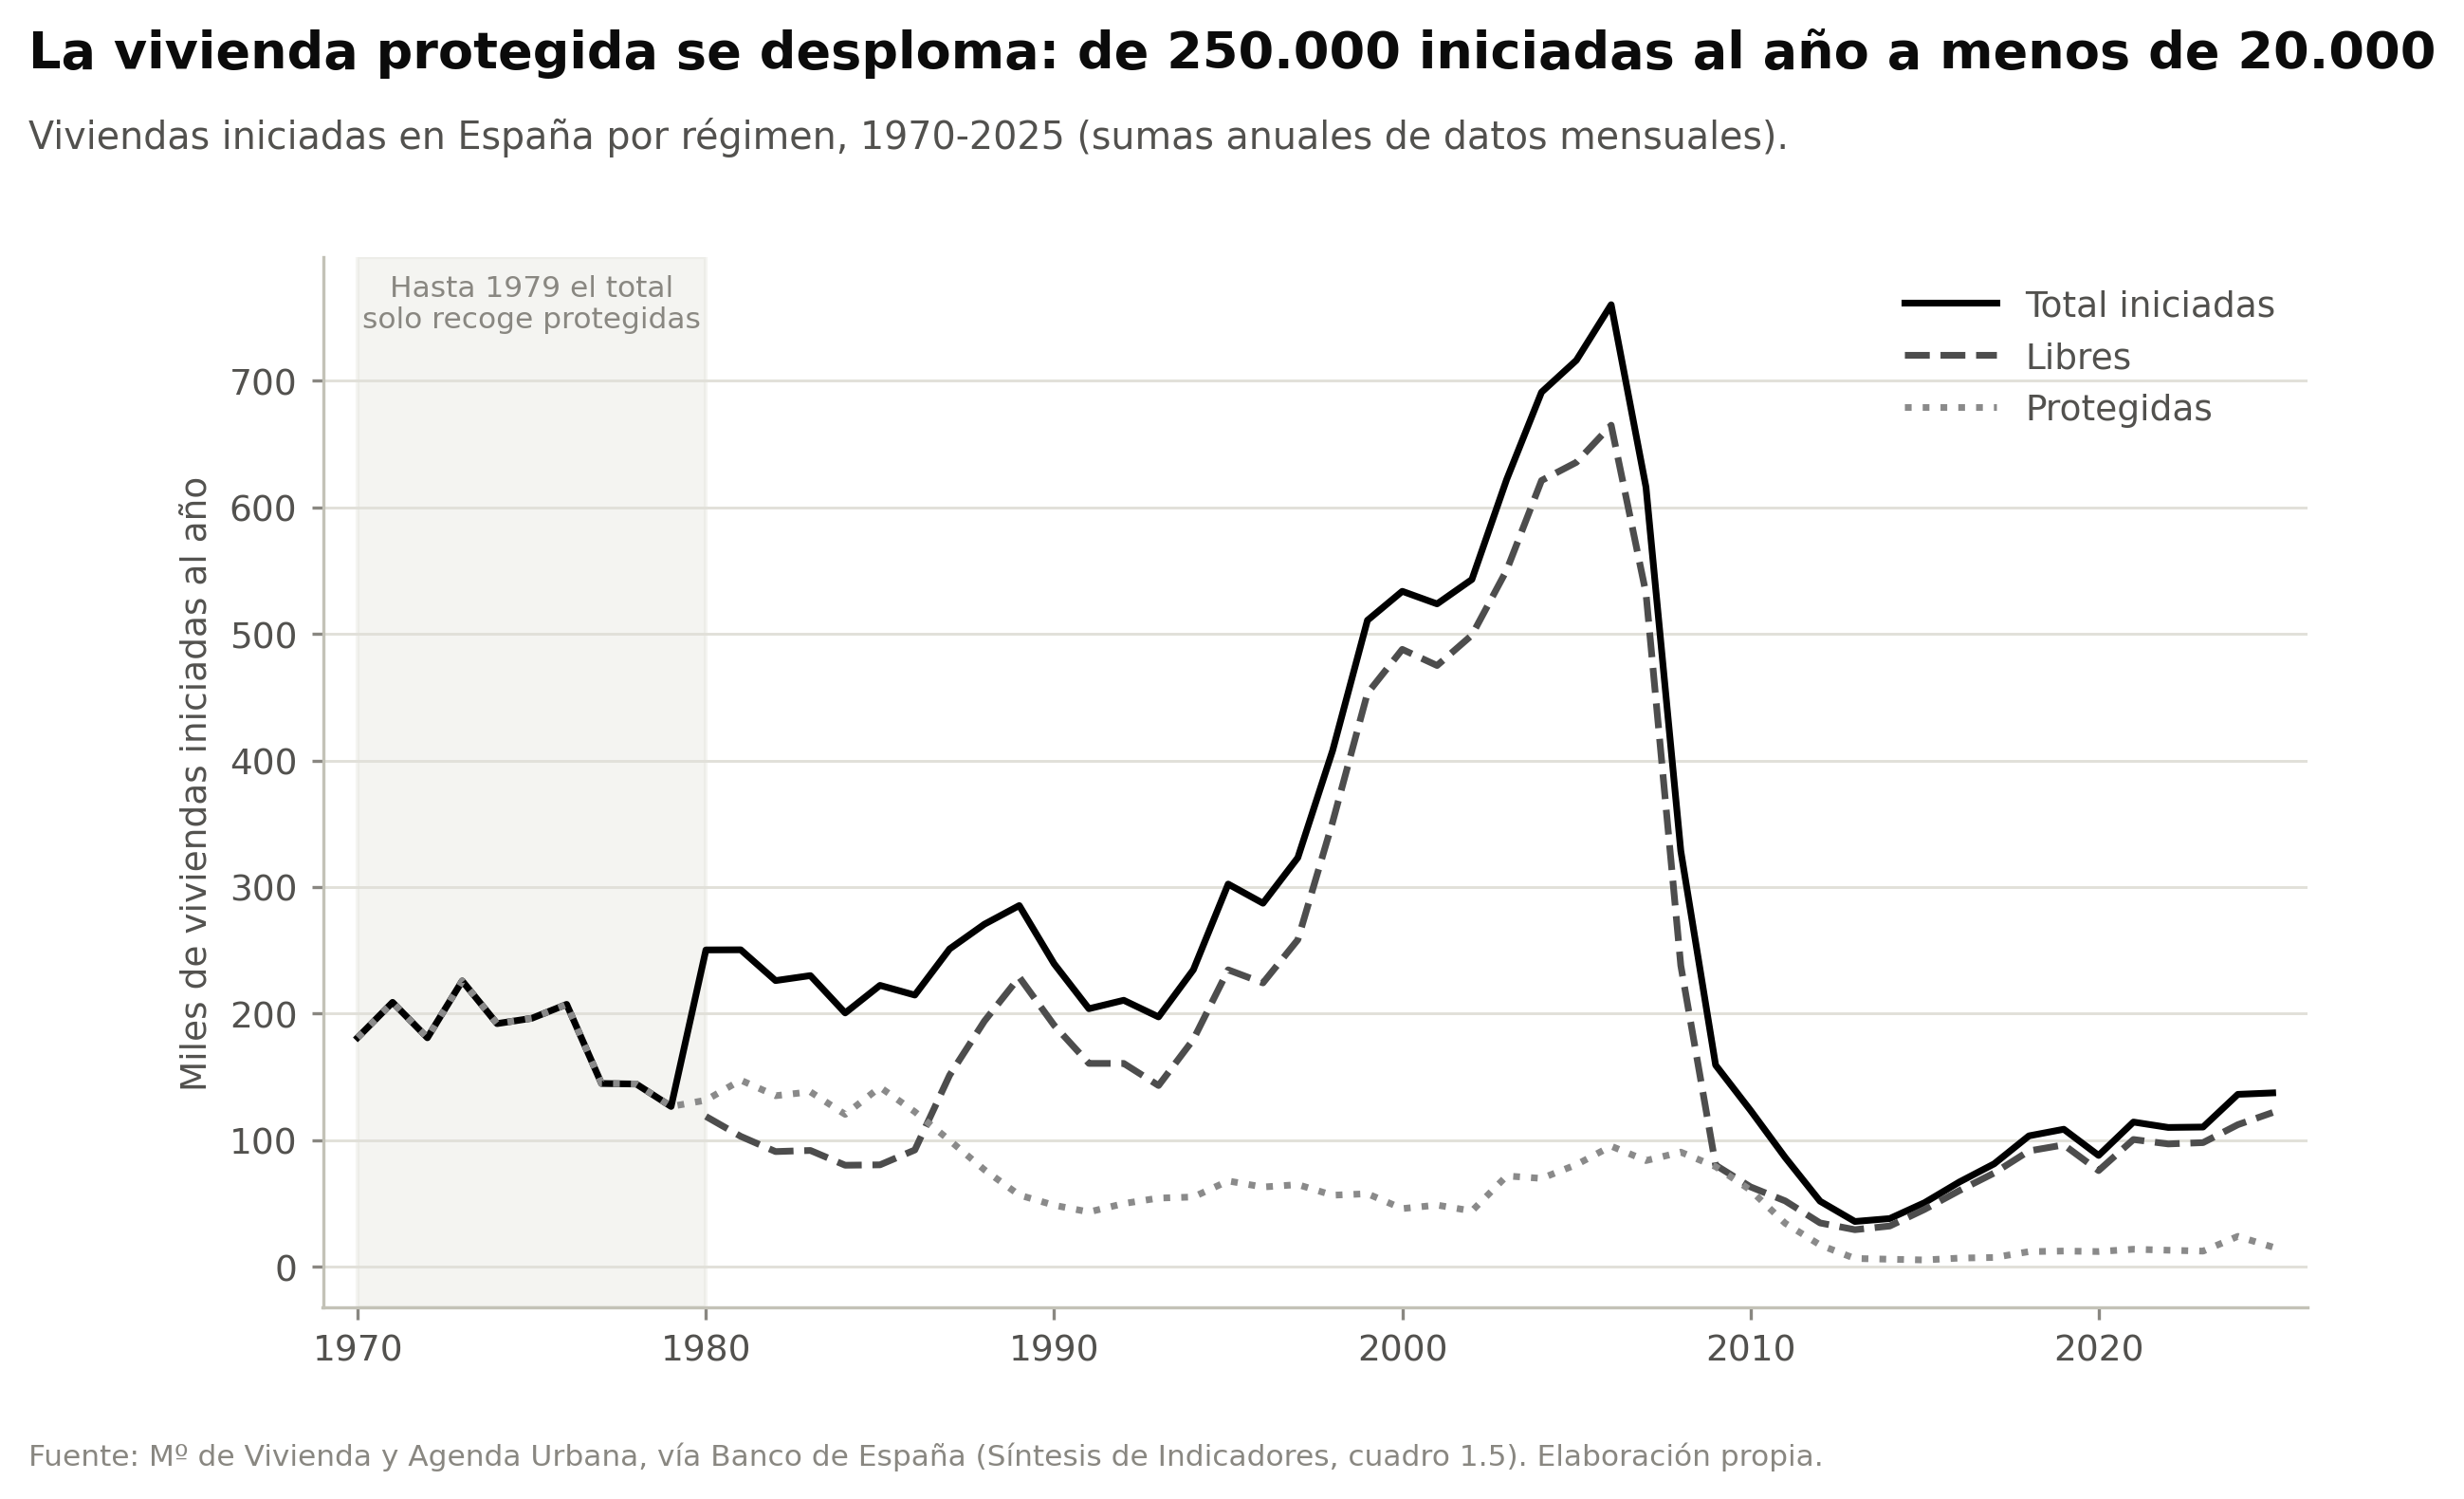 La vivienda protegida se desploma: de 250.000 iniciadas al año a menos de 20.000
Viviendas iniciadas en España por régimen, 1970-2025 (sumas anuales de datos mensuales).
Hasta 1979 el total
solo recoge protegidas
Total iniciadas
Libres
Protegidas
Miles de viviendas iniciadas al año
700
600
500
400
300
200
100
0
1970
1980
1990
2000
2010
2020
Fuente: Mº de Vivienda y Agenda Urbana, vía Banco de España (Síntesis de Indicadores, cuadro 1.5). Elaboración propia.